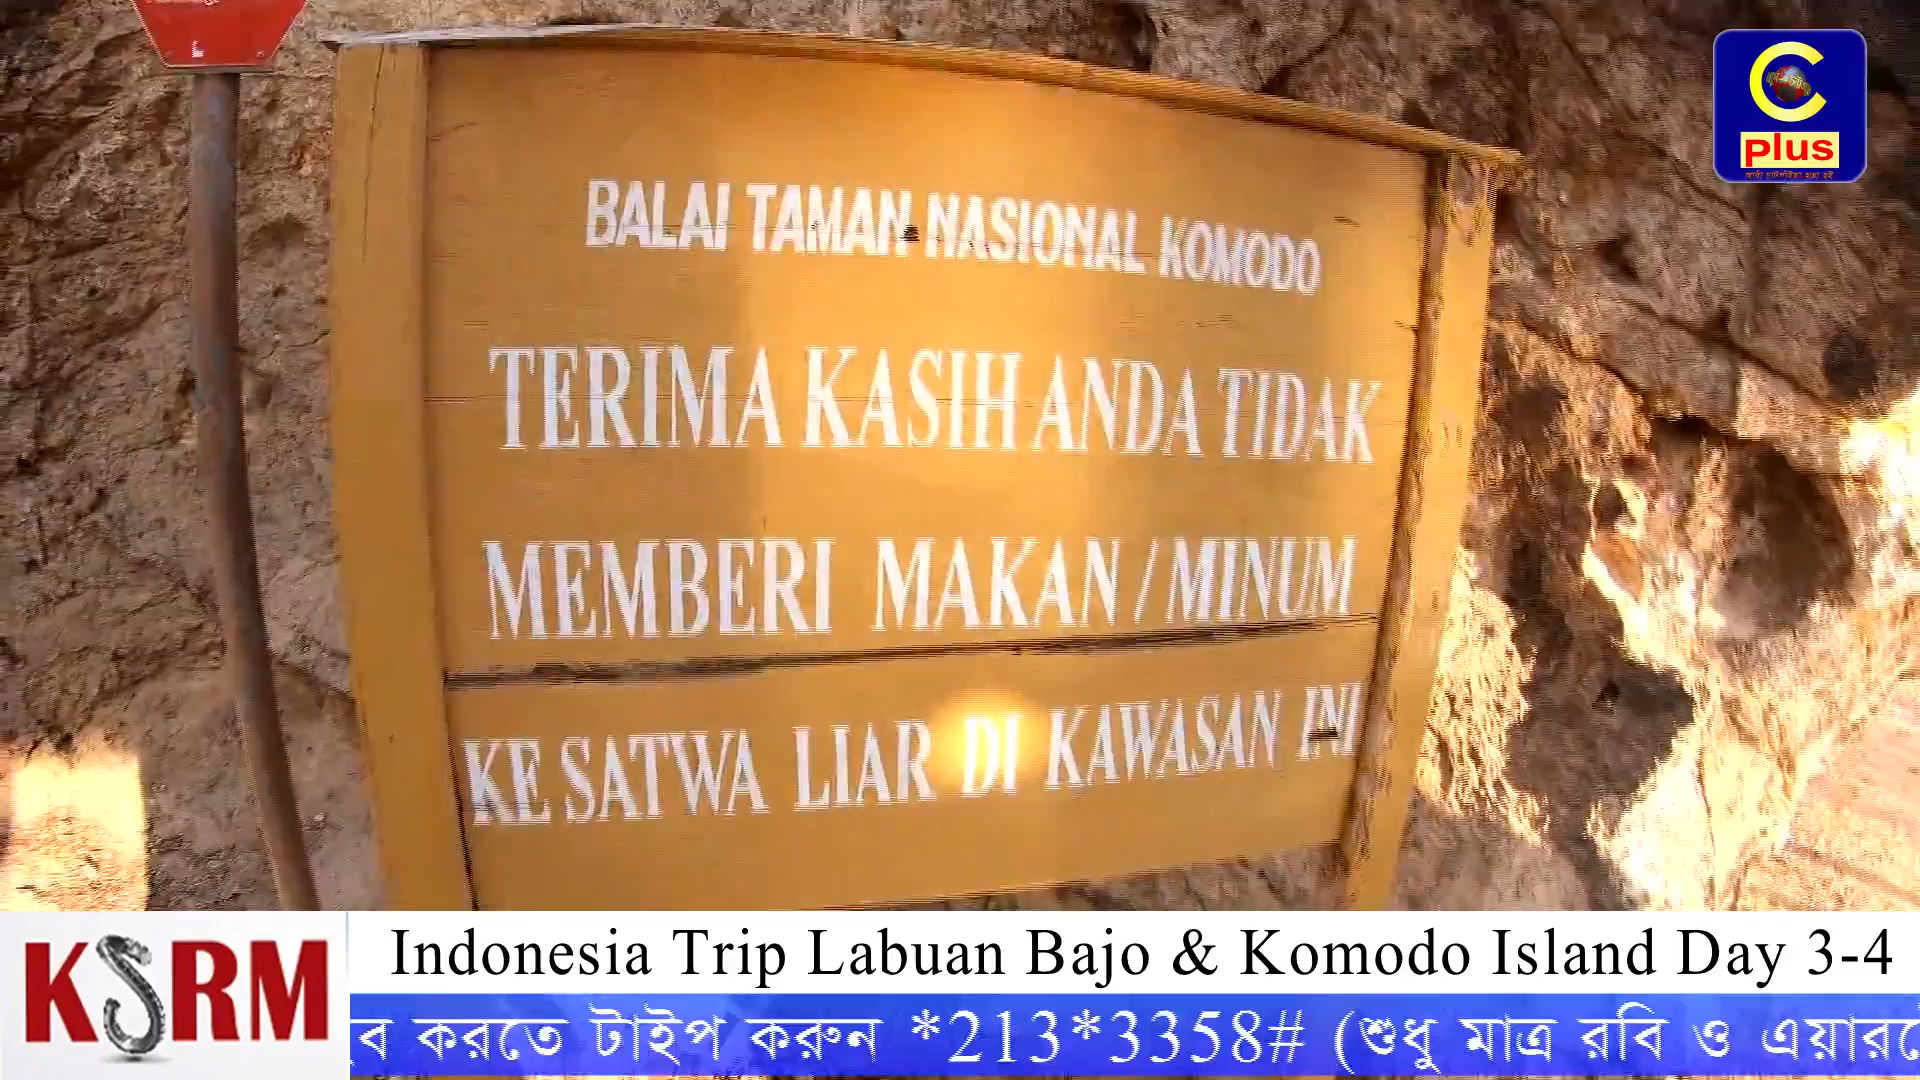 plus
BALAI TAMAN NASIONAL KOMODO
TERIMA KASIH ANDA TIDAK
MEMBERI MAKAN / MINUM
KE SATWA LIAR DI KAWASAN INI
KSRM
Indonesia Trip Labuan Bajo & Komodo Island Day 3-4
করতে টাইপ করুন *213*3358# (শুধু মাত্র রবি ও